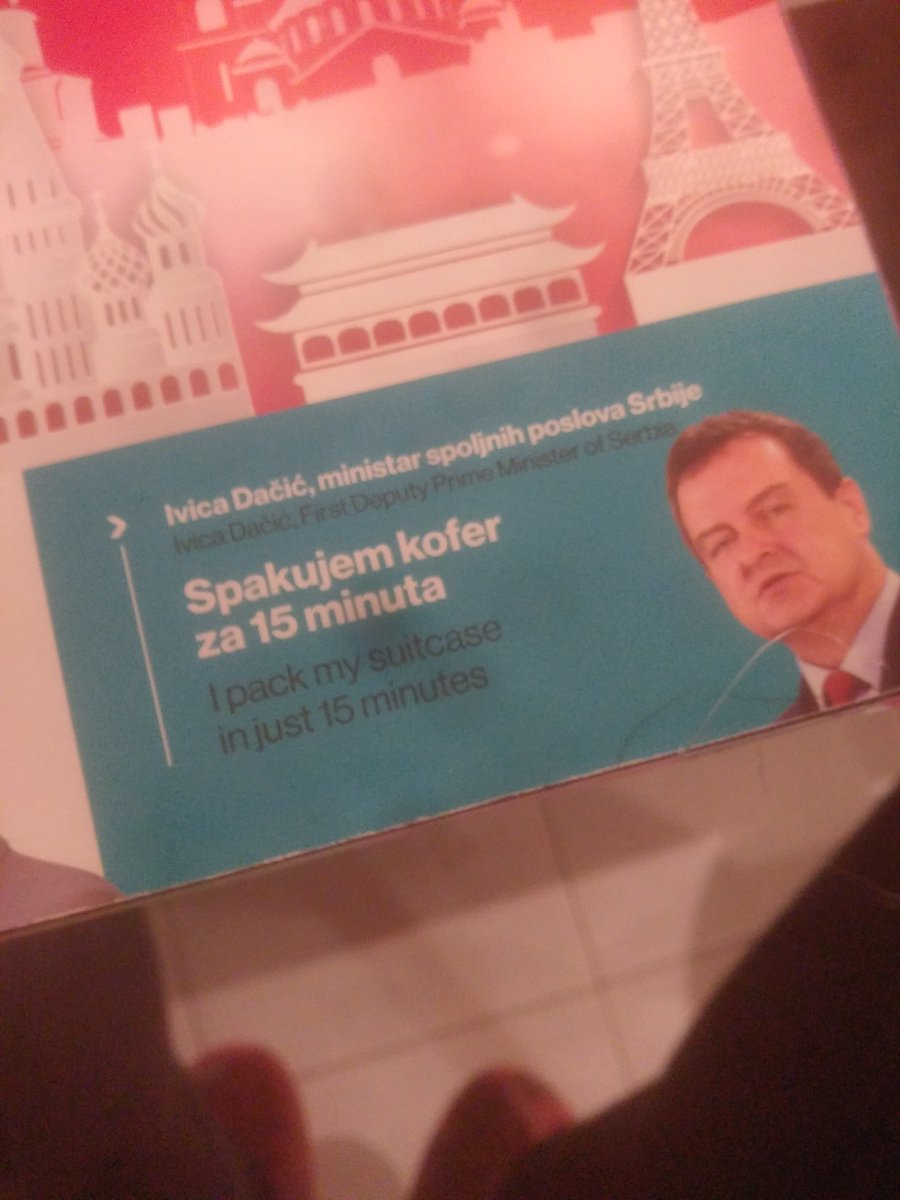 Ivica Dačić, ministar spoljnih poslova Srbije
Ivica Dačić, First Deputy Prime Minister of Serbia
Spakujem kofer
za 15 minuta
I pack my suitcase
in just 15 minutes